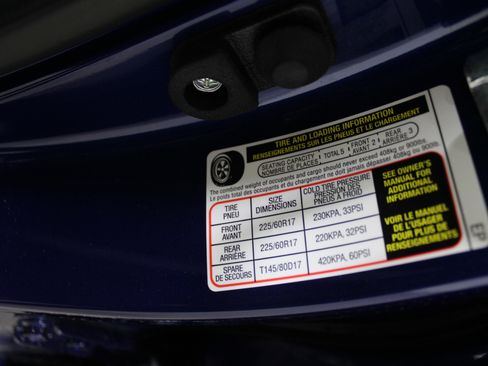 TIRE AND LOADING INFORMATION
RENSEIGNEMENTS SUR LES PNEUS ET LE CHARGEMENT
SEATING CAPACITY
NOMBRE DE PLACES
TOTAL 5
FRONT
AVANT 2
REAR
ARRIÈRE 3
The combined weight of occupants and cargo should never exceed 408kg or 900lbs.
Le poids total des occupants et du chargement ne doit jamais dépasser 408kg ou 900lb.
TIRE
PNEU
SIZE
DIMENSIONS
COLD TIRE PRESSURE
PRESSION DES
PNEUS À FROID
FRONT
AVANT
225/60R17
230KPA, 33PSI
REAR
ARRIÈRE
225/60R17
220KPA, 32PSI
SPARE
DE SECOURS
T145/80D17
420KPA, 60PSI
SEE OWNER'S
MANUAL FOR
ADDITIONAL
INFORMATION
VOIR LE MANUEL
DE L'USAGER
POUR PLUS DE
RENSEIGNEMENTS
EP